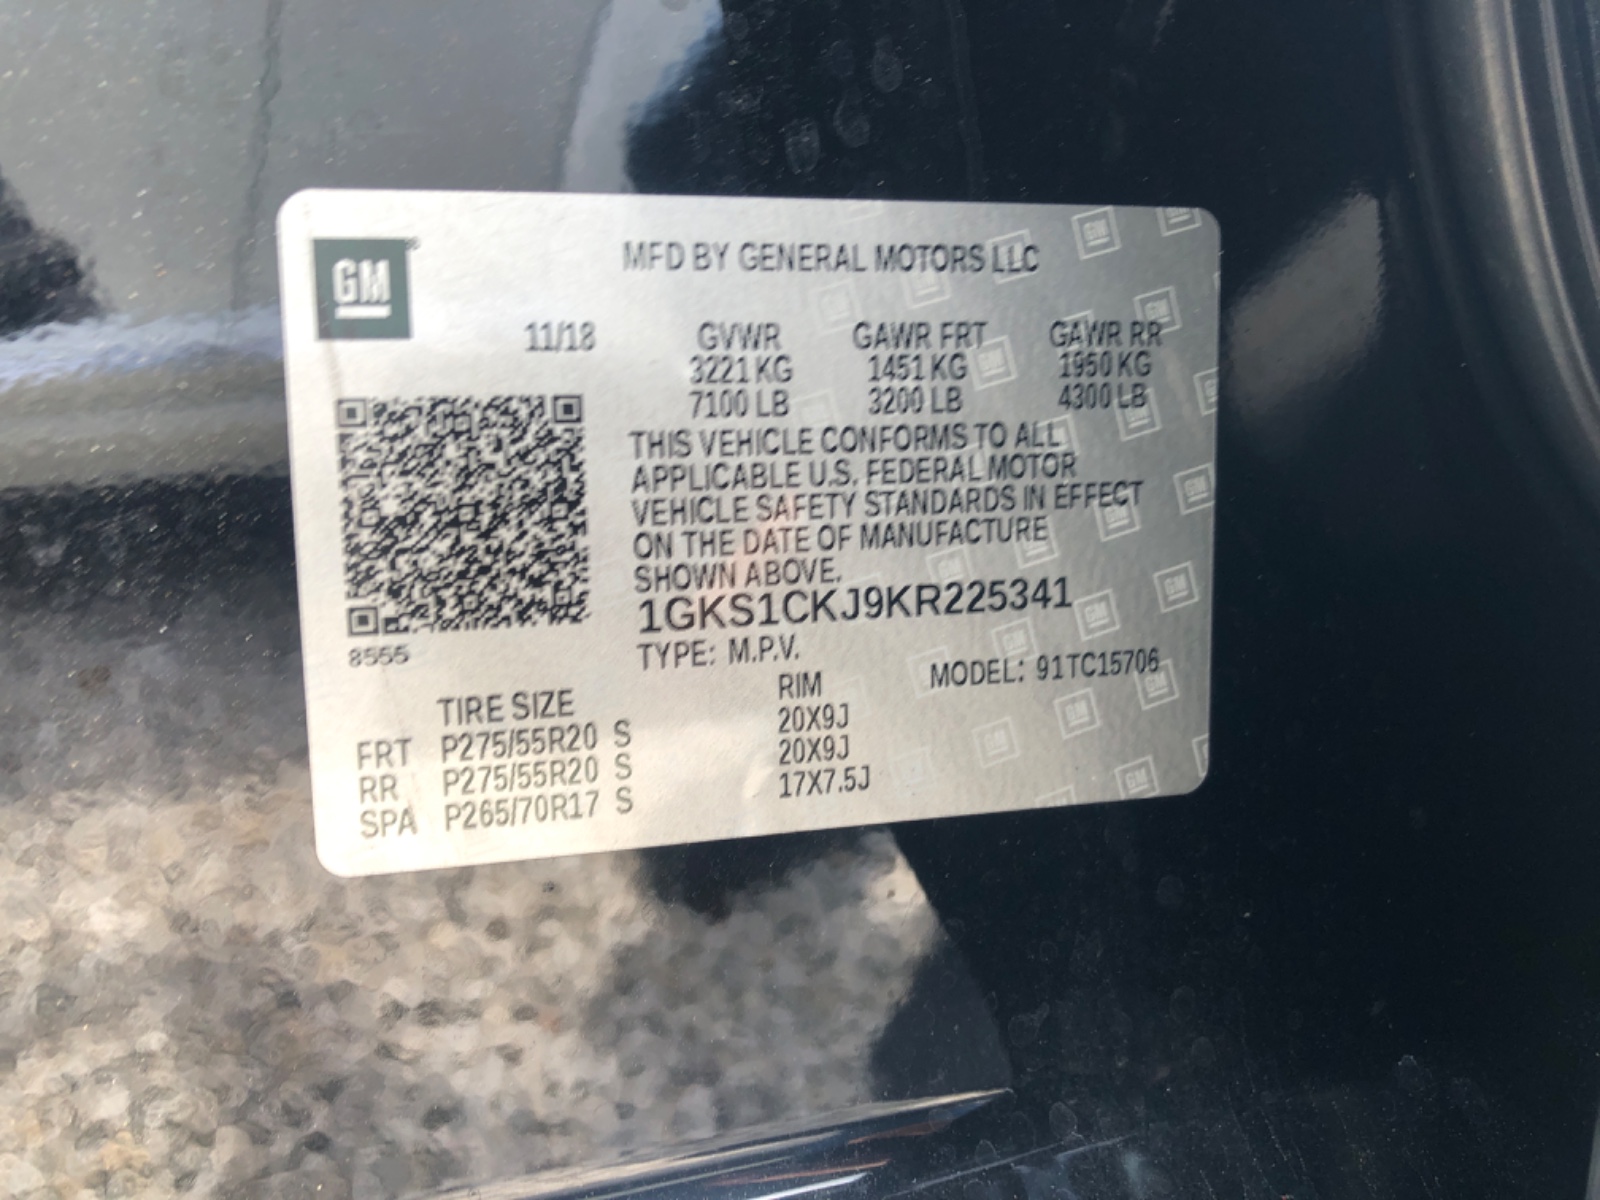 GM
MFD BY GENERAL MOTORS LLC
11/18 GVWR GAWR FRT GAWR RR
3221 KG 1451 KG 1950 KG
7100 LB 3200 LB 4300 LB
THIS VEHICLE CONFORMS TO ALL
APPLICABLE U.S. FEDERAL MOTOR
VEHICLE SAFETY STANDARDS IN EFFECT
ON THE DATE OF MANUFACTURE
SHOWN ABOVE.
1GKS1CKJ9KR225341
8555
TYPE: M.P.V. MODEL: 91TC15706
TIRE SIZE RIM
FRT P275/55R20 S 20X9J
RR P275/55R20 S 20X9J
SPA P265/70R17 S 17X7.5J